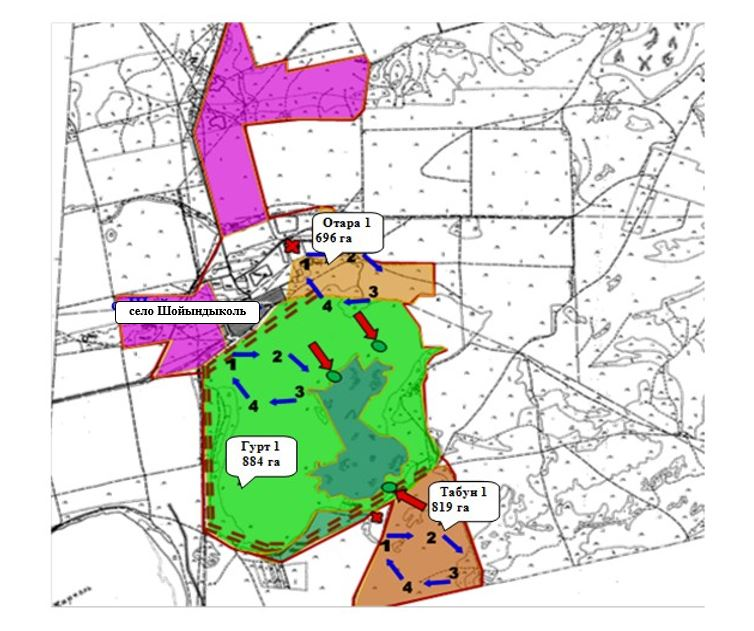 Отара 1
696 га
1 2
4 3
село Шойындыколь
1 2
4 3
Гурт 1
884 га
Табун 1
819 га
1 2
4 3